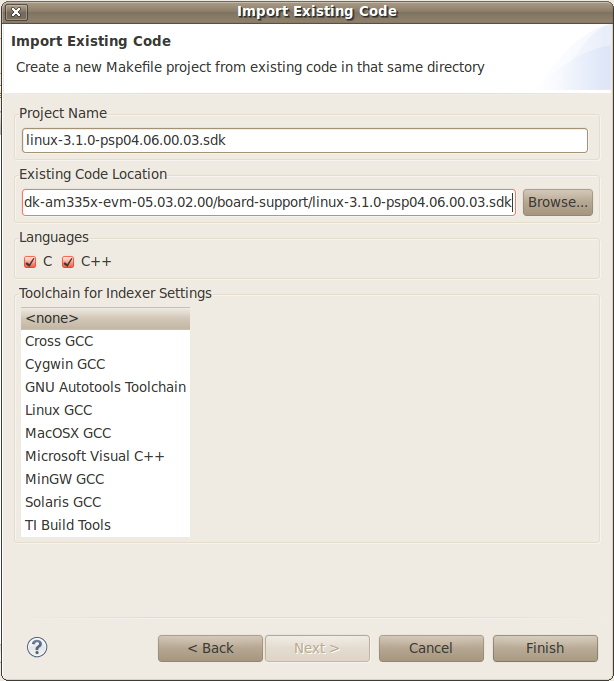 Import Existing Code
Import Existing Code
Create a new Makefile project from existing code in that same directory
Project Name
linux-3.1.0-psp04.06.00.03.sdk
Existing Code Location
dk-am335x-evm-05.03.02.00/board-support/linux-3.1.0-psp04.06.00.03.sdk
Browse...
Languages
C C++
Toolchain for Indexer Settings
<none>
Cross GCC
Cygwin GCC
GNU Autotools Toolchain
Linux GCC
MacOSX GCC
Microsoft Visual C++
MinGW GCC
Solaris GCC
TI Build Tools
? < Back Next > Cancel Finish